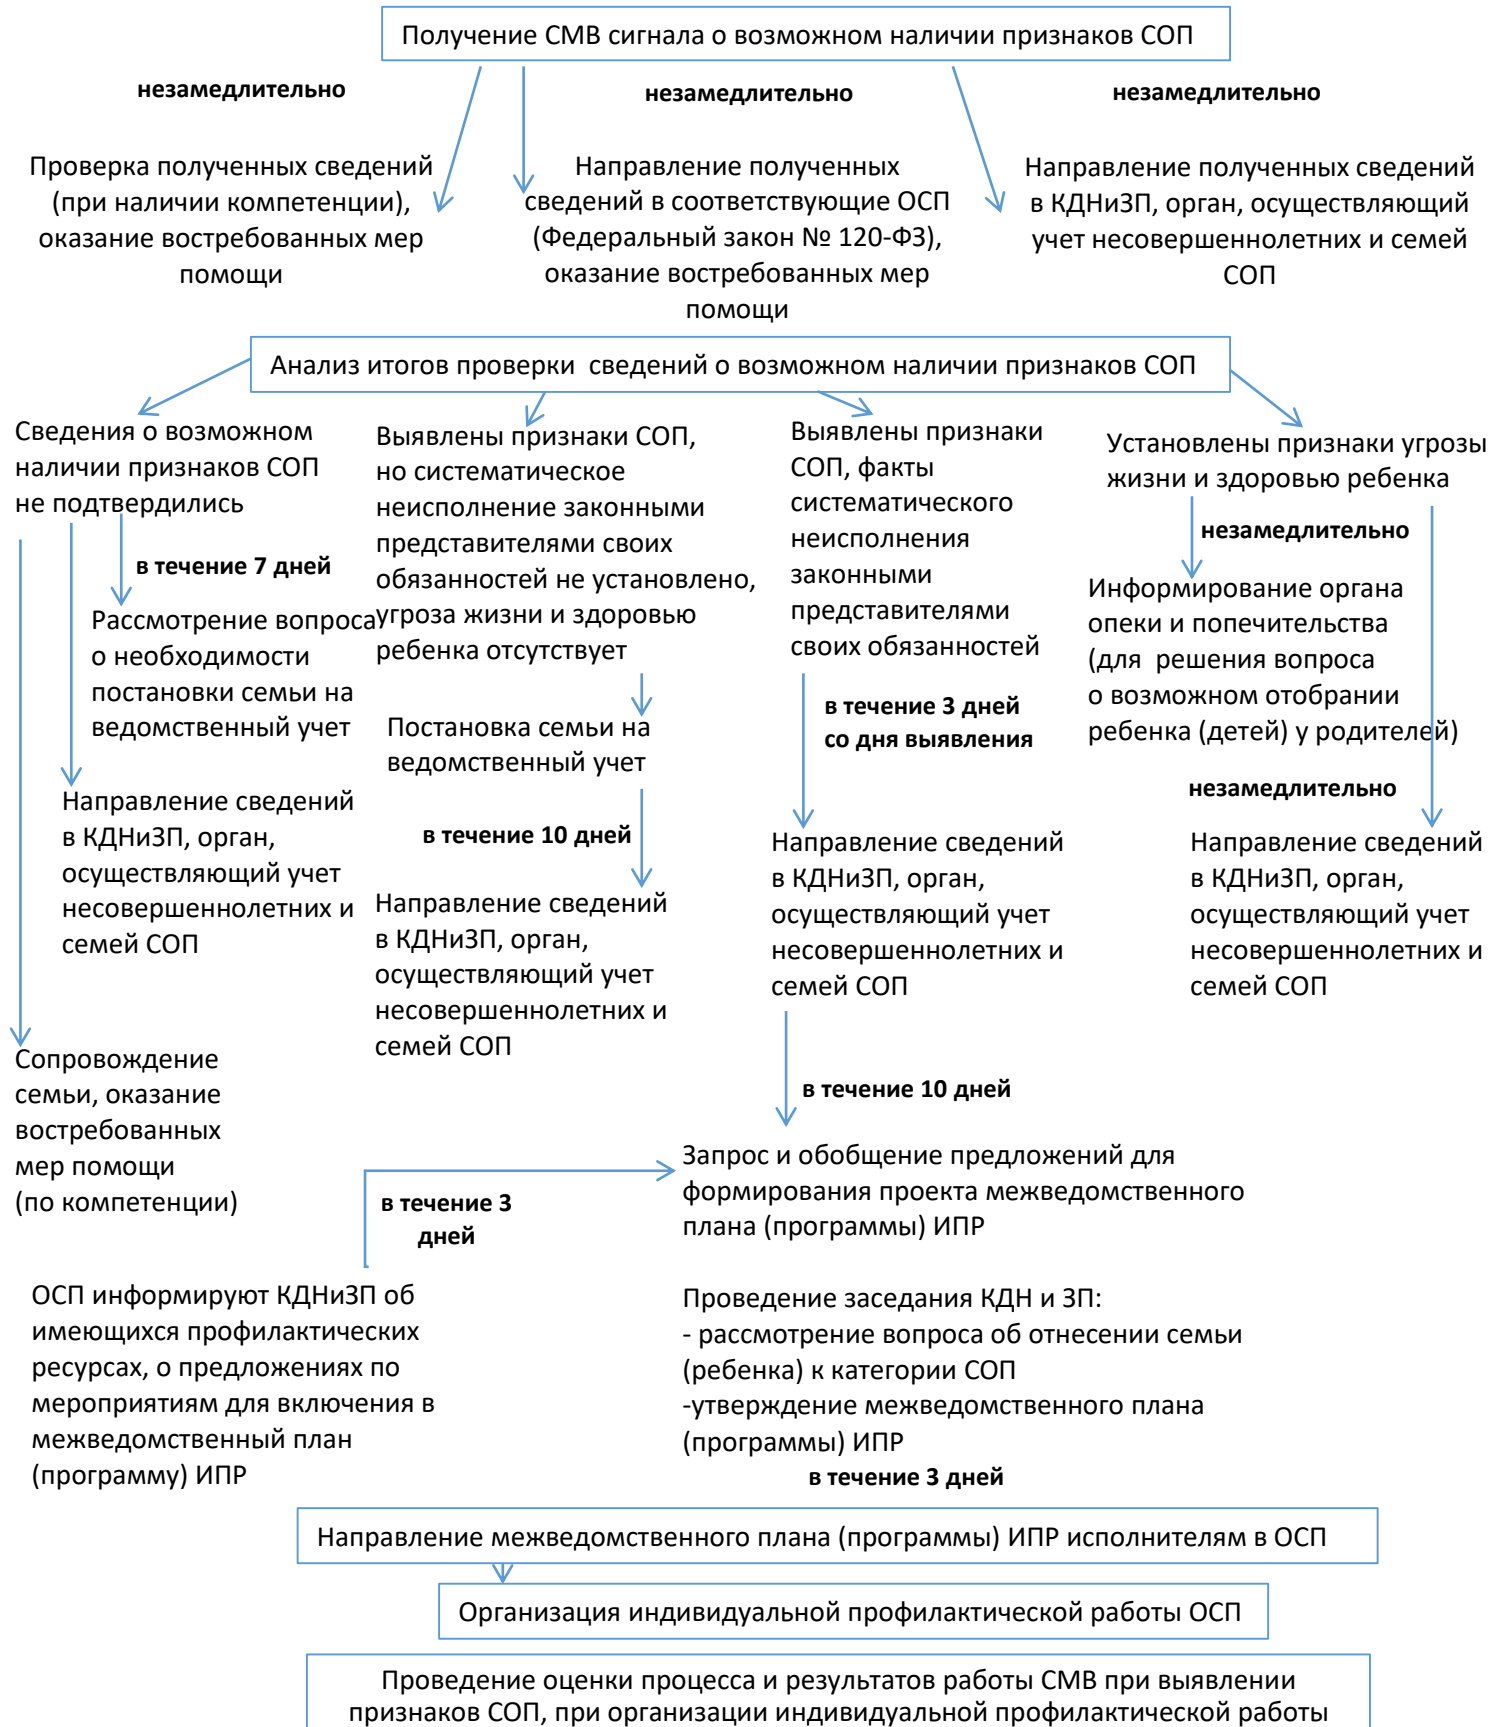 Получение СМВ сигнала о возможном наличии признаков СОП
незамедлительно
незамедлительно
незамедлительно
Проверка полученных сведений
(при наличии компетенции),
оказание востребованных мер
помощи
Направление полученных
сведений в соответствующие ОСП
(Федеральный закон № 120-ФЗ),
оказание востребованных мер
помощи
Направление полученных сведений
в КДНиЗП, орган, осуществляющий
учет несовершеннолетних и семей
СОП
Анализ итогов проверки сведений о возможном наличии признаков СОП
Сведения о возможном
наличии признаков СОП
не подтвердились
в течение 7 дней
Рассмотрение вопроса
о необходимости
постановки семьи на
ведомственный учет
Направление сведений
в КДНиЗП, орган,
осуществляющий учет
несовершеннолетних и
семей СОП
Сопровождение
семьи, оказание
востребованных
мер помощи
(по компетенции)
Выявлены признаки СОП,
но систематическое
неисполнение законными
представителями своих
обязанностей не установлено,
угроза жизни и здоровью
ребенка отсутствует
Постановка семьи на
ведомственный учет
в течение 10 дней
Направление сведений
в КДНиЗП, орган,
осуществляющий учет
несовершеннолетних и
семей СОП
Выявлены признаки
СОП, факты
систематического
неисполнения
законными
представителями
своих обязанностей
в течение 3 дней
со дня выявления
Направление сведений
в КДНиЗП, орган,
осуществляющий учет
несовершеннолетних и
семей СОП
Установлены признаки угрозы
жизни и здоровью ребенка
незамедлительно
Информирование органа
опеки и попечительства
(для решения вопроса
о возможном отобрании
ребенка (детей) у родителей)
незамедлительно
Направление сведений
в КДНиЗП, орган,
осуществляющий учет
несовершеннолетних и
семей СОП
в течение 10 дней
Запрос и обобщение предложений для
формирования проекта межведомственного
плана (программы) ИПР
в течение 3
дней
ОСП информируют КДНиЗП об
имеющихся профилактических
ресурсах, о предложениях по
мероприятиям для включения в
межведомственный план
(программу) ИПР
Проведение заседания КДН и ЗП:
- рассмотрение вопроса об отнесении семьи
(ребенка) к категории СОП
-утверждение межведомственного плана
(программы) ИПР
в течение 3 дней
Направление межведомственного плана (программы) ИПР исполнителям в ОСП
Организация индивидуальной профилактической работы ОСП
Проведение оценки процесса и результатов работы СМВ при выявлении
признаков СОП, при организации индивидуальной профилактической работы